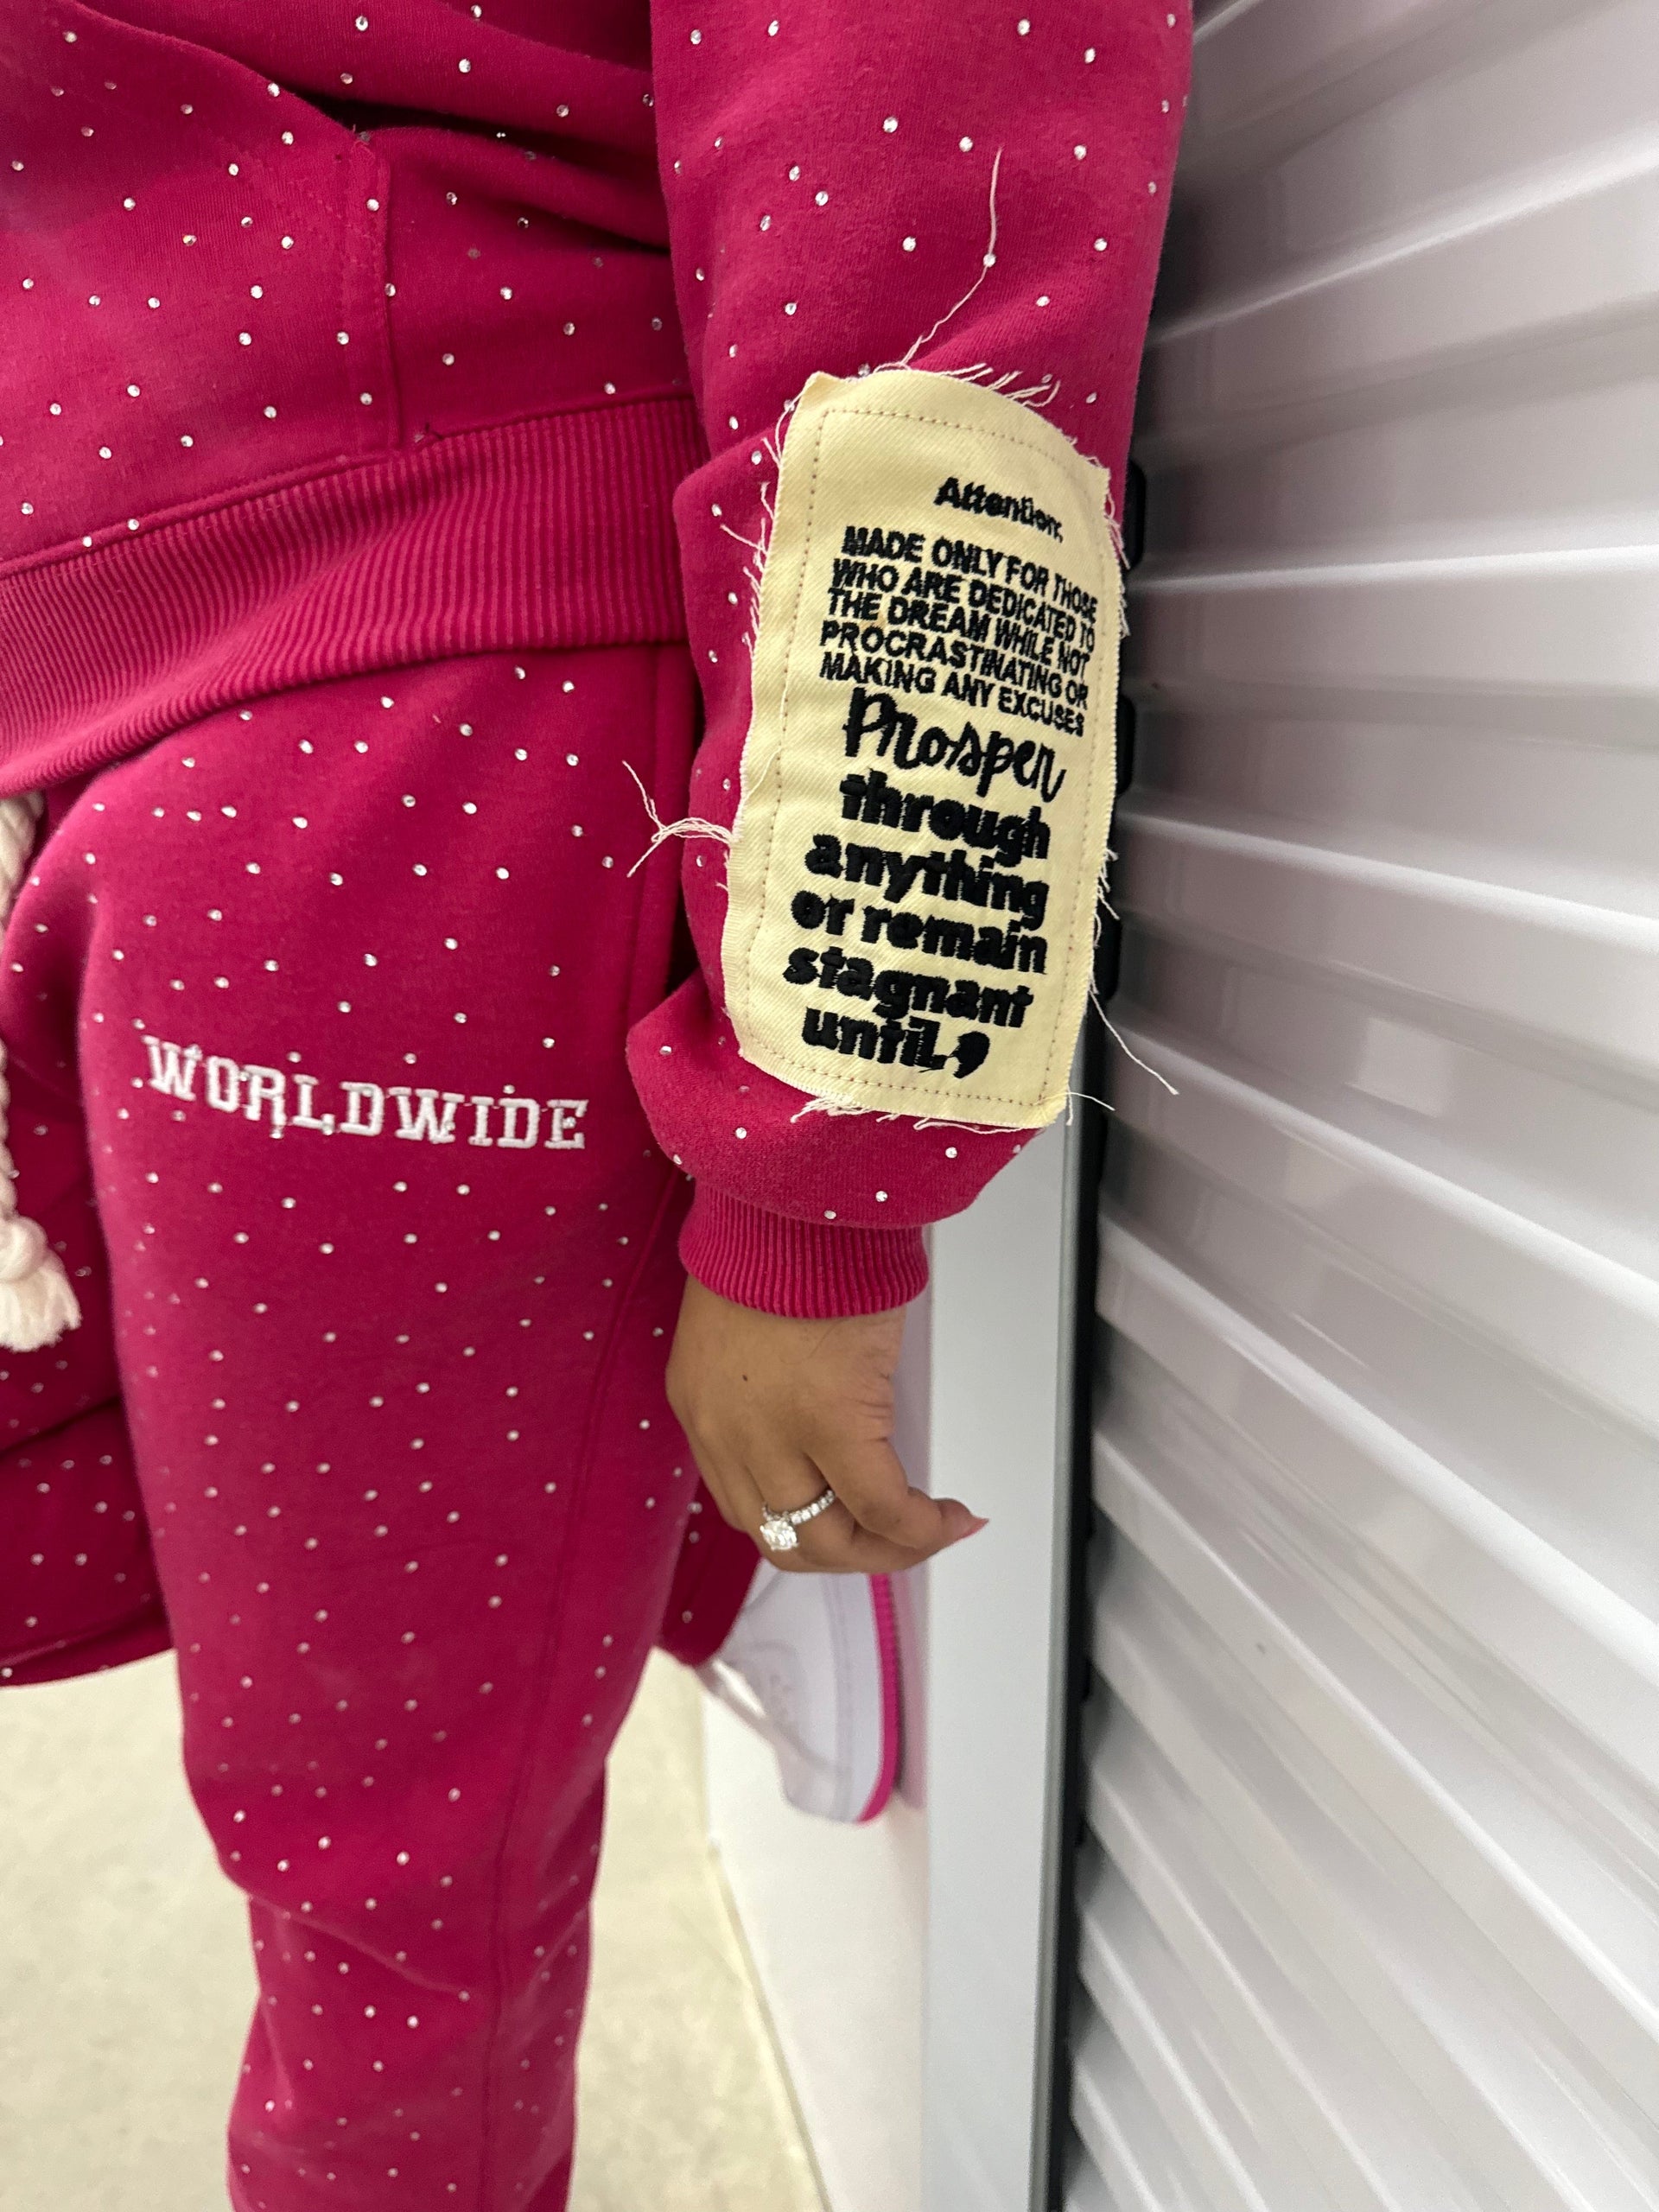 Attention:
MADE ONLY FOR THOSE
WHO ARE DEDICATED TO
THE DREAM WHILE NOT
PROCRASTINATING OR
MAKING ANY EXCUSES
Prosper
through
anything
or remain
stagnant
until,
WORLDWIDE